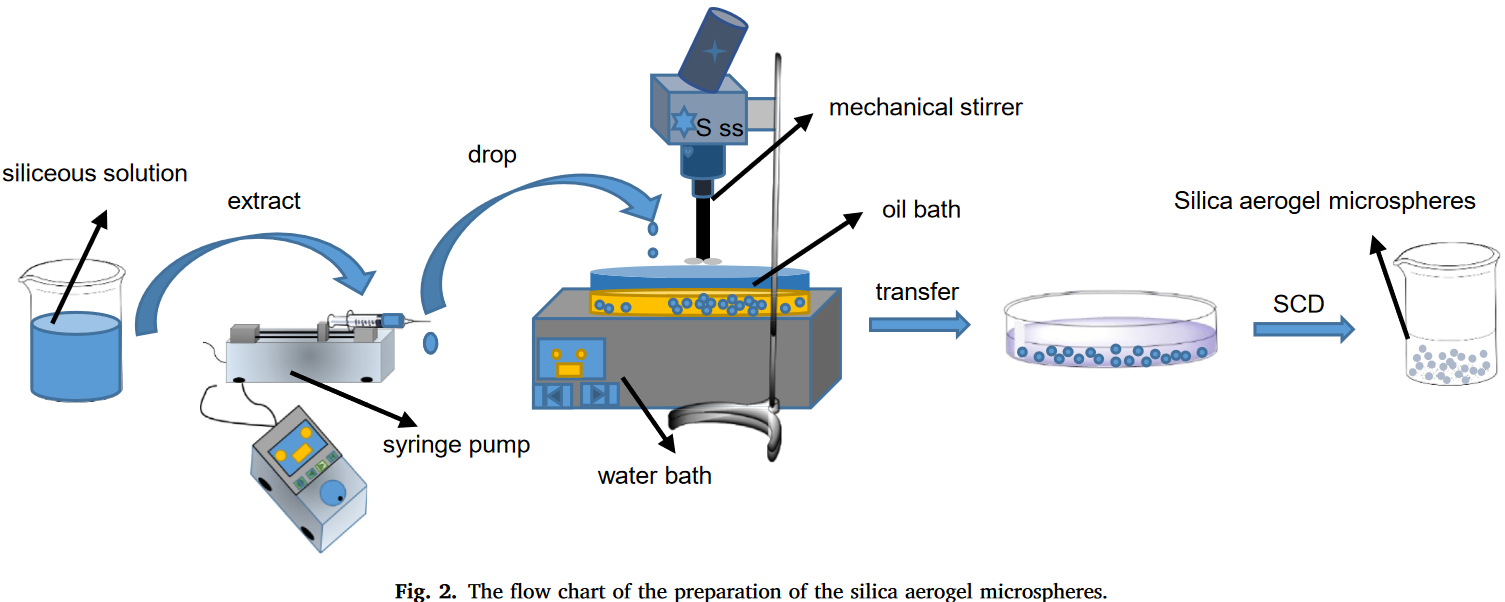 siliceous solution
extract
drop
S ss
mechanical stirrer
oil bath
syringe pump
water bath
transfer
SCD
Silica aerogel microspheres
Fig. 2. The flow chart of the preparation of the silica aerogel microspheres.